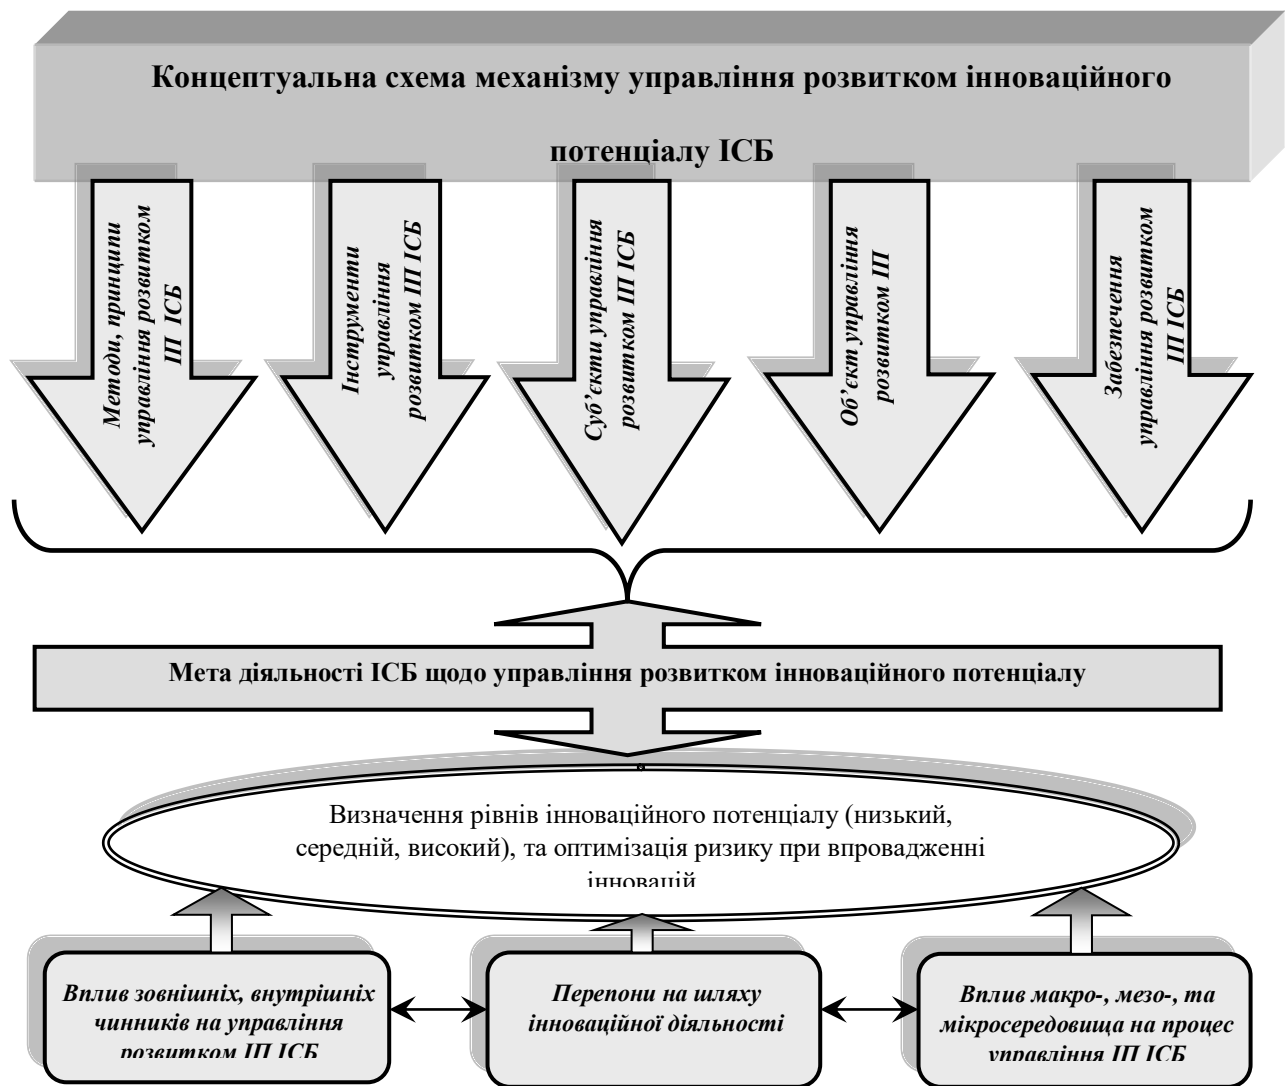 Концептуальна схема механізму управління розвитком інноваційного
потенціалу ІСБ
Методи, принципи
управління розвитком
ІП ІСБ
Інструменти
управління
розвитком ІП ІСБ
Суб’єкти управління
розвитком ІП ІСБ
Об’єкт управління
розвитком ІП
Забезпечення
управління розвитком
ІП ІСБ
Мета діяльності ІСБ щодо управління розвитком інноваційного потенціалу
Визначення рівнів інноваційного потенціалу (низький,
середній, високий), та оптимізація ризику при впровадженні
інновацій
Вплив зовнішніх, внутрішніх
чинників на управління
розвитком ІП ІСБ
Перепони на шляху
інноваційної діяльності
Вплив макро-, мезо-, та
мікросередовища на процес
управління ІП ІСБ